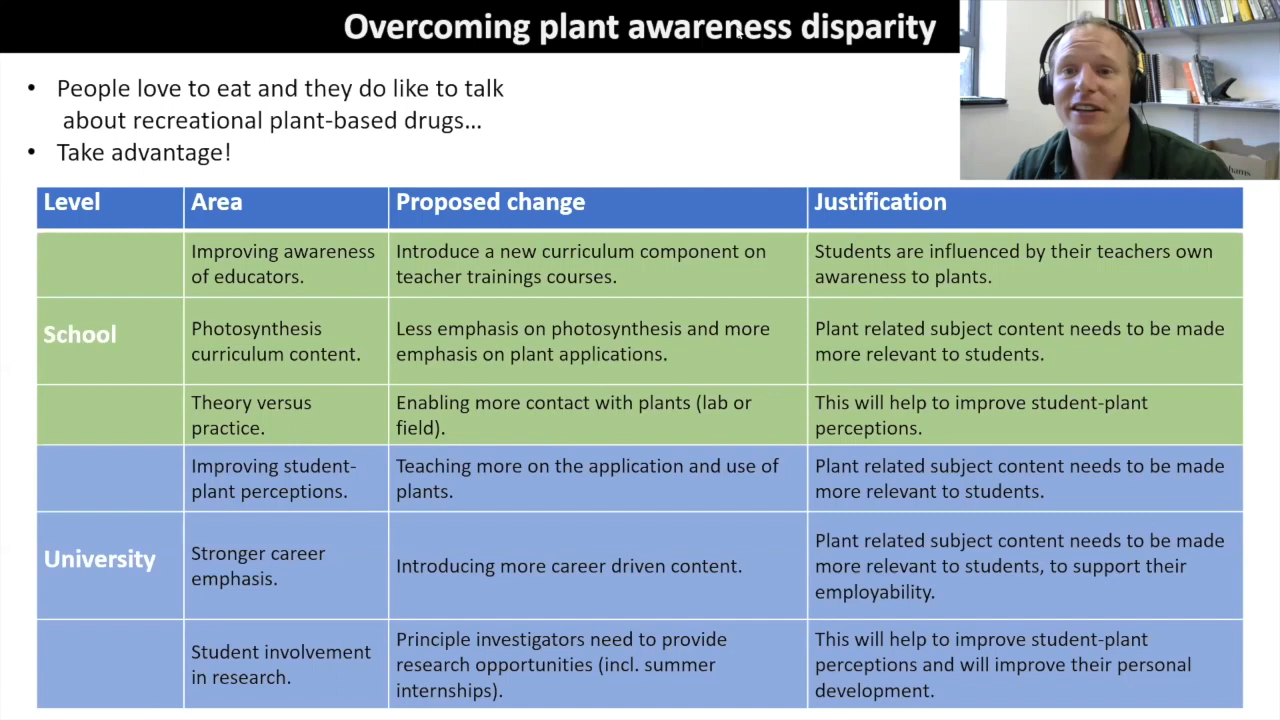 Overcoming plant awareness disparity
• People love to eat and they do like to talk
about recreational plant-based drugs...
• Take advantage!
Level Area Proposed change Justification
Improving awareness
of educators.
Introduce a new curriculum component on
teacher trainings courses.
Students are influenced by their teachers own
awareness to plants.
School
Photosynthesis
curriculum content.
Less emphasis on photosynthesis and more
emphasis on plant applications.
Plant related subject content needs to be made
more relevant to students.
Theory versus
practice.
Enabling more contact with plants (lab or
field).
This will help to improve student-plant
perceptions.
Improving student-
plant perceptions.
Teaching more on the application and use of
plants.
Plant related subject content needs to be made
more relevant to students.
University
Stronger career
emphasis.
Introducing more career driven content.
Plant related subject content needs to be made
more relevant to students, to support their
employability.
Student involvement
in research.
Principle investigators need to provide
research opportunities (incl. summer
internships).
This will help to improve student-plant
perceptions and will improve their personal
development.